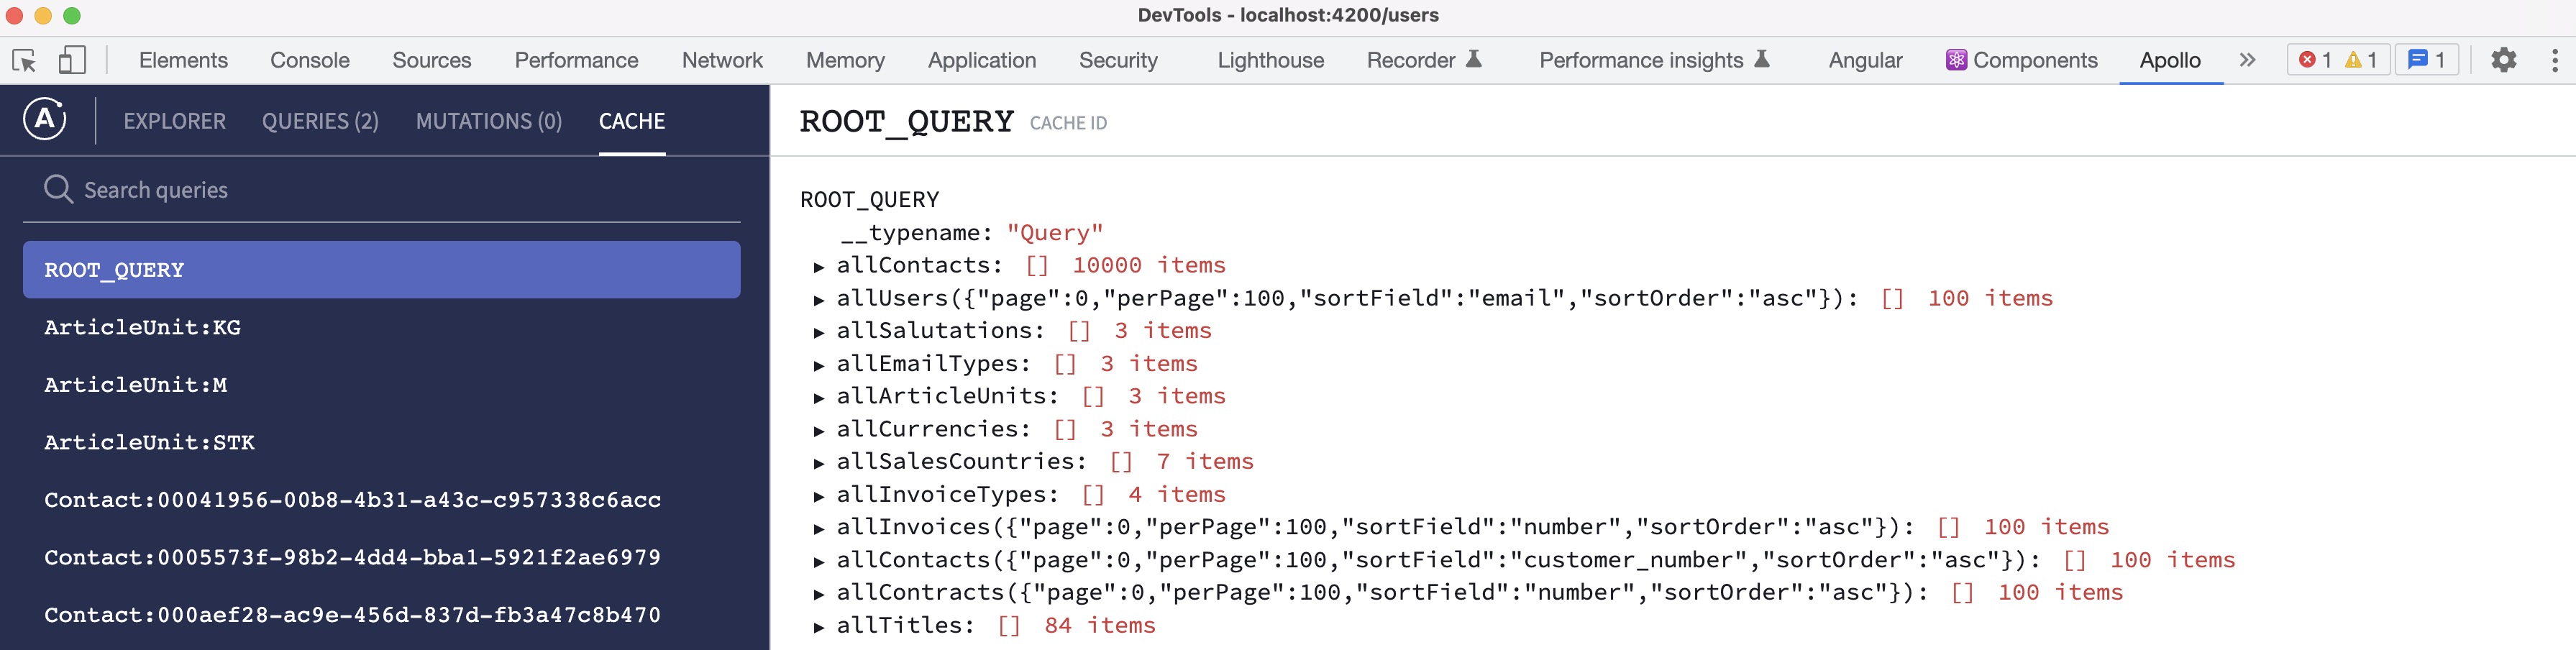 DevTools - localhost:4200/users
Elements Console Sources Performance Network Memory Application Security Lighthouse Recorder Performance insights Angular Components Apollo » 1 1 1
A EXPLORER QUERIES (2) MUTATIONS (0) CACHE
Search queries
ROOT_QUERY
ArticleUnit:KG
ArticleUnit:M
ArticleUnit:STK
Contact:00041956-00b8-4b31-a43c-c957338c6acc
Contact:0005573f-98b2-4dd4-bba1-5921f2ae6979
Contact:000aef28-ac9e-456d-837d-fb3a47c8b470
ROOT_QUERY CACHE ID
ROOT_QUERY
__typename: "Query"
allContacts: [] 10000 items
allUsers({"page":0,"perPage":100,"sortField":"email","sortOrder":"asc"}): [] 100 items
allSalutations: [] 3 items
allEmailTypes: [] 3 items
allArticleUnits: [] 3 items
allCurrencies: [] 3 items
allSalesCountries: [] 7 items
allInvoiceTypes: [] 4 items
allInvoices({"page":0,"perPage":100,"sortField":"number","sortOrder":"asc"}): [] 100 items
allContacts({"page":0,"perPage":100,"sortField":"customer_number","sortOrder":"asc"}): [] 100 items
allContracts({"page":0,"perPage":100,"sortField":"number","sortOrder":"asc"}): [] 100 items
allTitles: [] 84 items